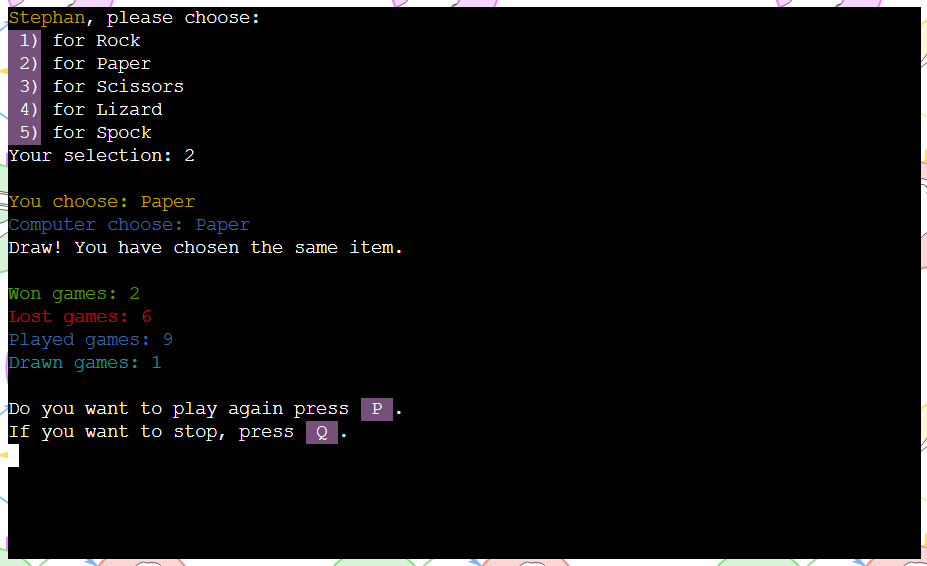 Stephan, please choose:
1) for Rock
2) for Paper
3) for Scissors
4) for Lizard
5) for Spock
Your selection: 2
You choose: Paper
Computer choose: Paper
Draw! You have chosen the same item.
Won games: 2
Lost games: 6
Played games: 9
Drawn games: 1
Do you want to play again press P .
If you want to stop, press Q .